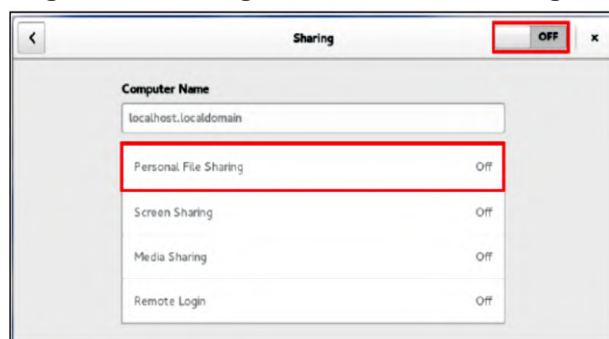 Sharing OFF x
Computer Name
localhost.localdomain
Personal File Sharing Off
Screen Sharing Off
Media Sharing Off
Remote Login Off